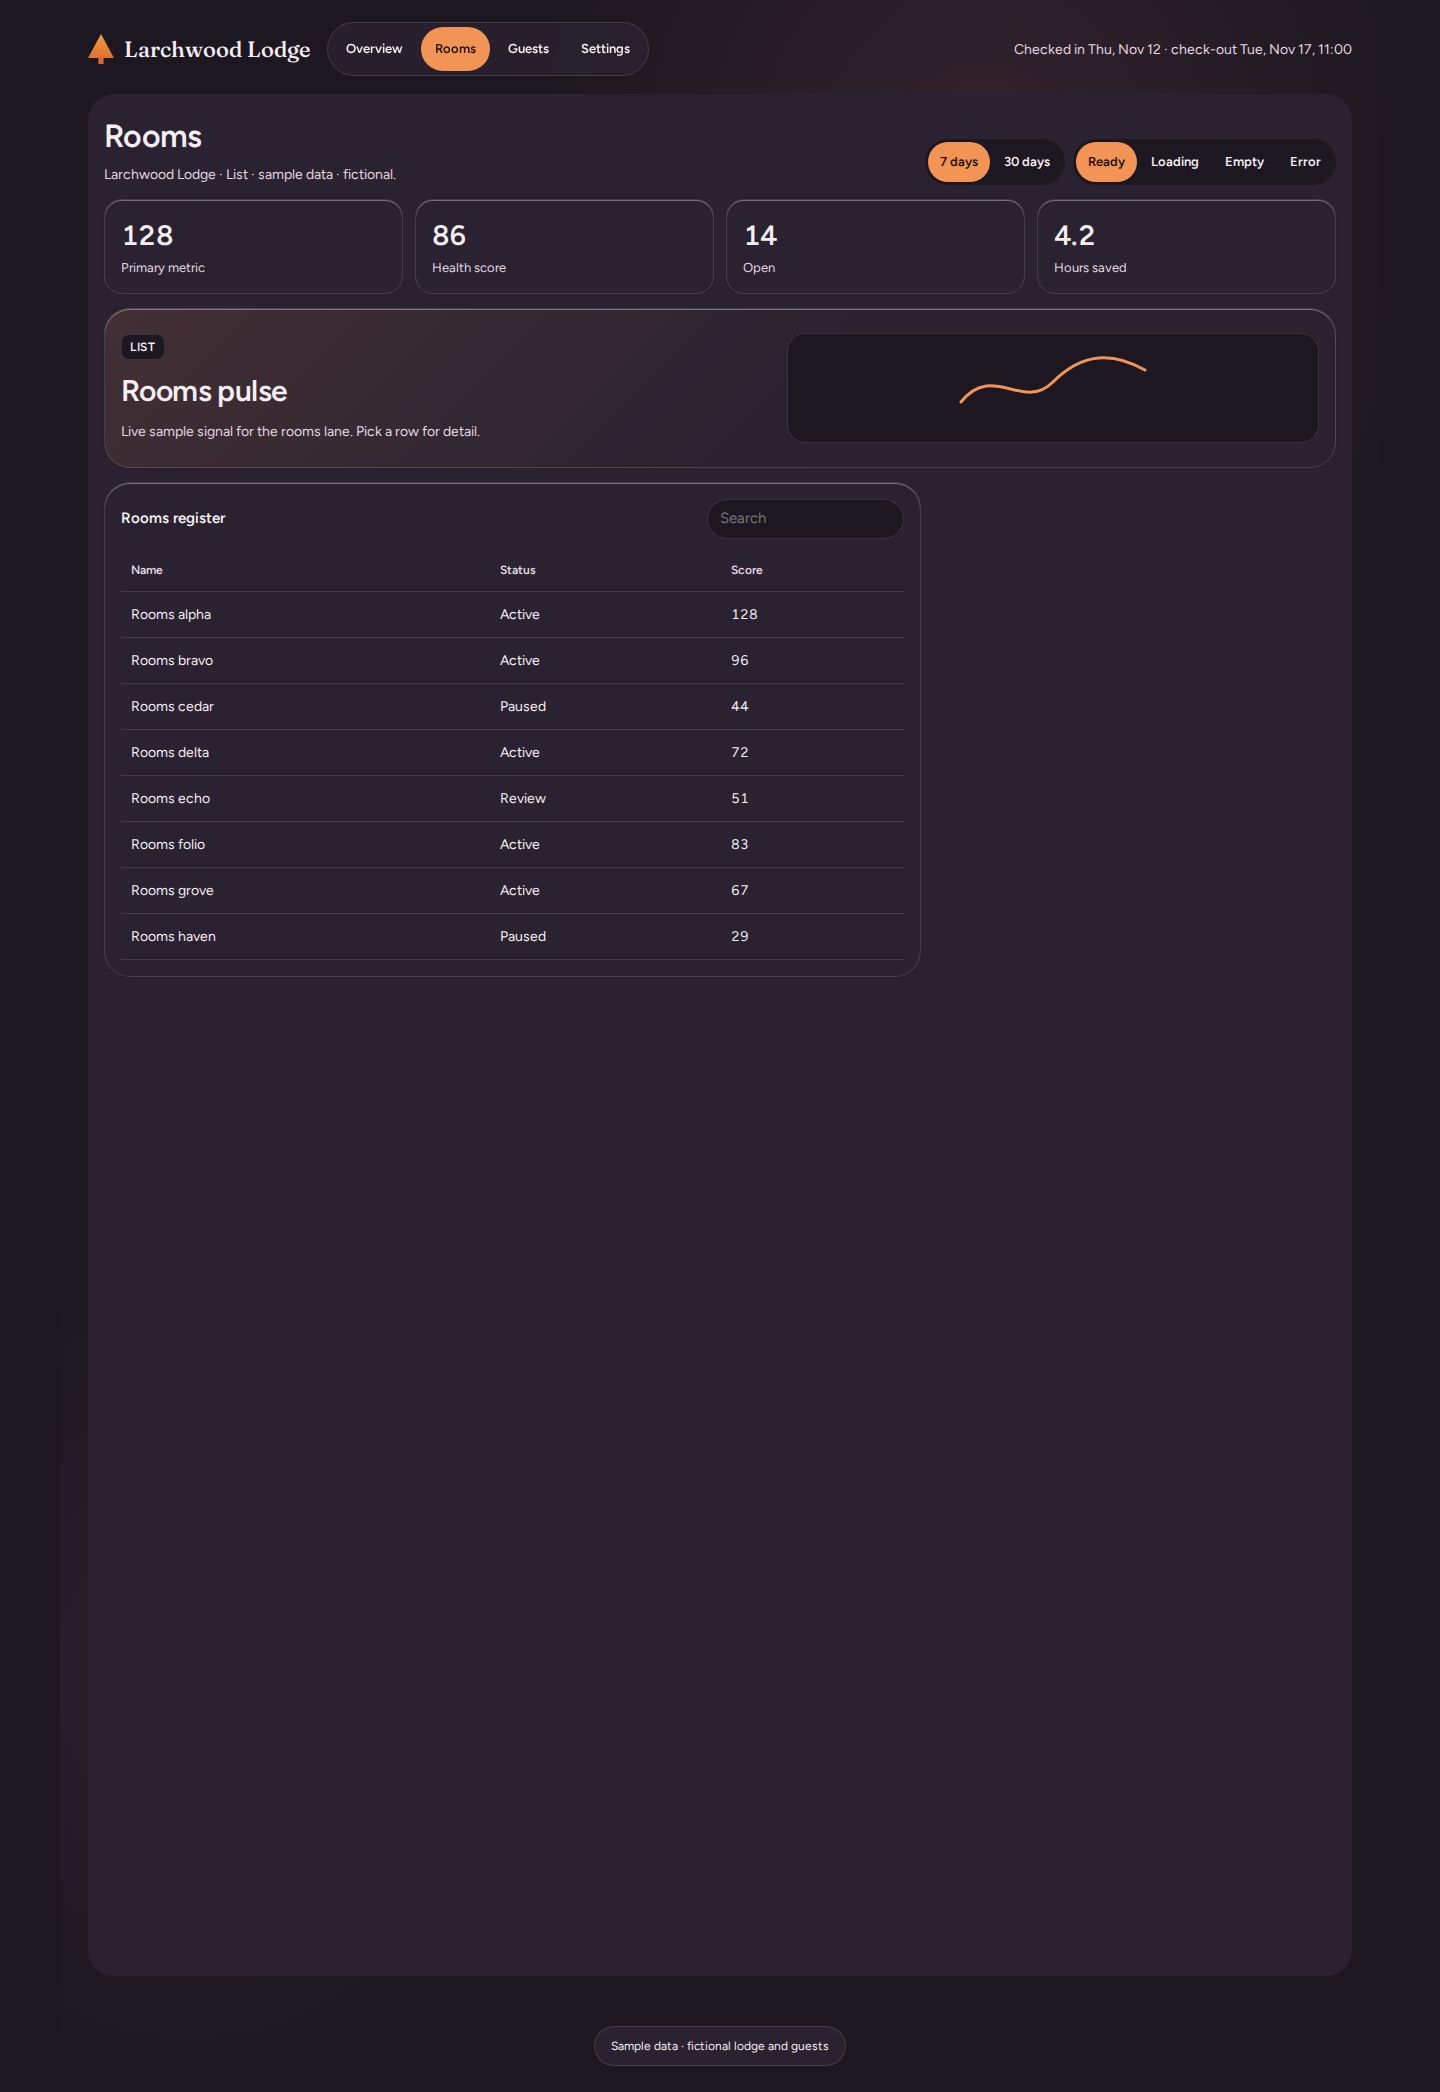 Larchwood Lodge
Overview Rooms Guests Settings
Checked in Thu, Nov 12 · check-out Tue, Nov 17, 11:00
Rooms
Larchwood Lodge · List · sample data · fictional.
7 days 30 days
Ready Loading Empty Error
128
Primary metric
86
Health score
14
Open
4.2
Hours saved
LIST
Rooms pulse
Live sample signal for the rooms lane. Pick a row for detail.
Rooms register
Search
Name Status Score
Rooms alpha Active 128
Rooms bravo Active 96
Rooms cedar Paused 44
Rooms delta Active 72
Rooms echo Review 51
Rooms folio Active 83
Rooms grove Active 67
Rooms haven Paused 29
Sample data · fictional lodge and guests